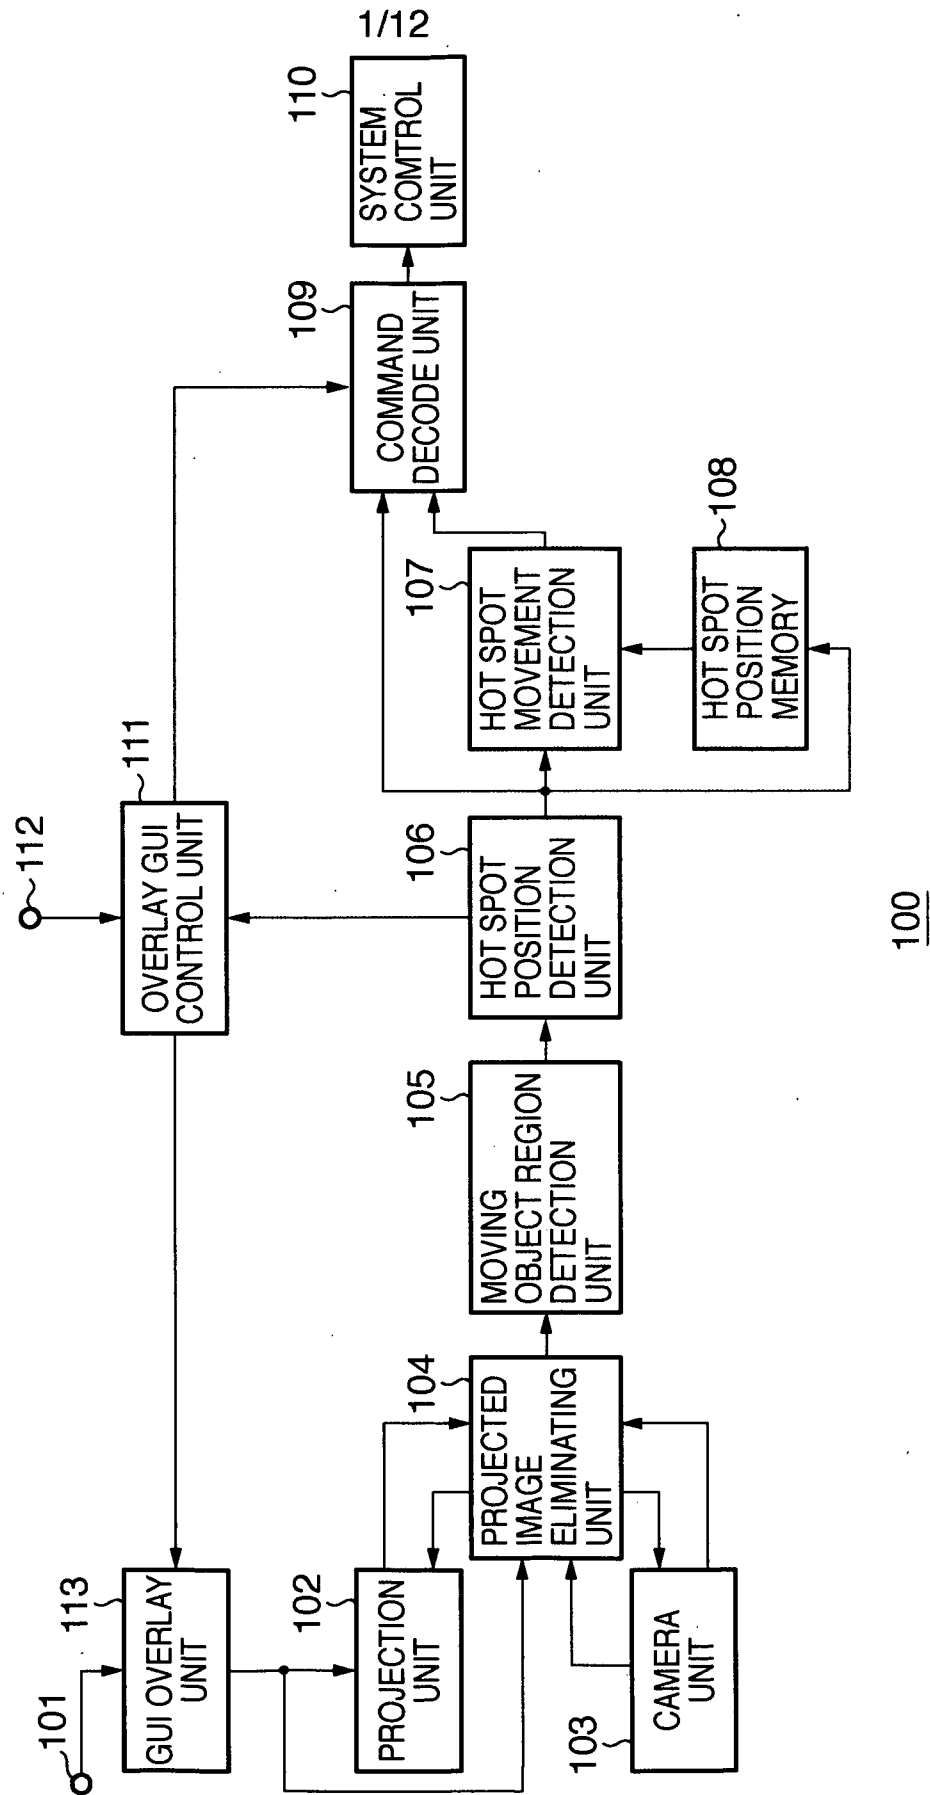 1/12
101
GUI OVERLAY
UNIT
113
PROJECTION
UNIT
102
CAMERA
UNIT
103
PROJECTED
IMAGE
ELIMINATING
UNIT
104
MOVING
OBJECT REGION
DETECTION
UNIT
105
HOT SPOT
POSITION
DETECTION
UNIT
106
OVERLAY GUI
CONTROL UNIT
111
112
HOT SPOT
MOVEMENT
DETECTION
UNIT
107
HOT SPOT
POSITION
MEMORY
108
COMMAND
DECODE UNIT
109
SYSTEM
COMTROL
UNIT
110
100